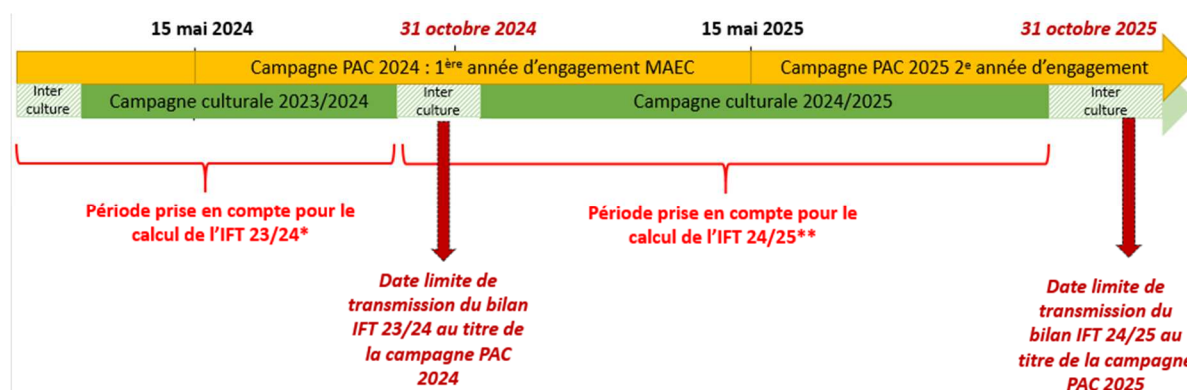 15 mai 2024
31 octobre 2024
15 mai 2025
31 octobre 2025
Campagne PAC 2024 : 1ère année d'engagement MAEC
Campagne PAC 2025 2e année d'engagement
Inter
culture
Campagne culturale 2023/2024
Inter
culture
Campagne culturale 2024/2025
Inter
culture
Période prise en compte pour le
calcul de l'IFT 23/24*
Période prise en compte pour le
calcul de l'IFT 24/25**
Date limite de
transmission du bilan
IFT 23/24 au titre de
la campagne PAC
2024
Date limite de
transmission du
bilan IFT 24/25 au
titre de la campagne
PAC 2025